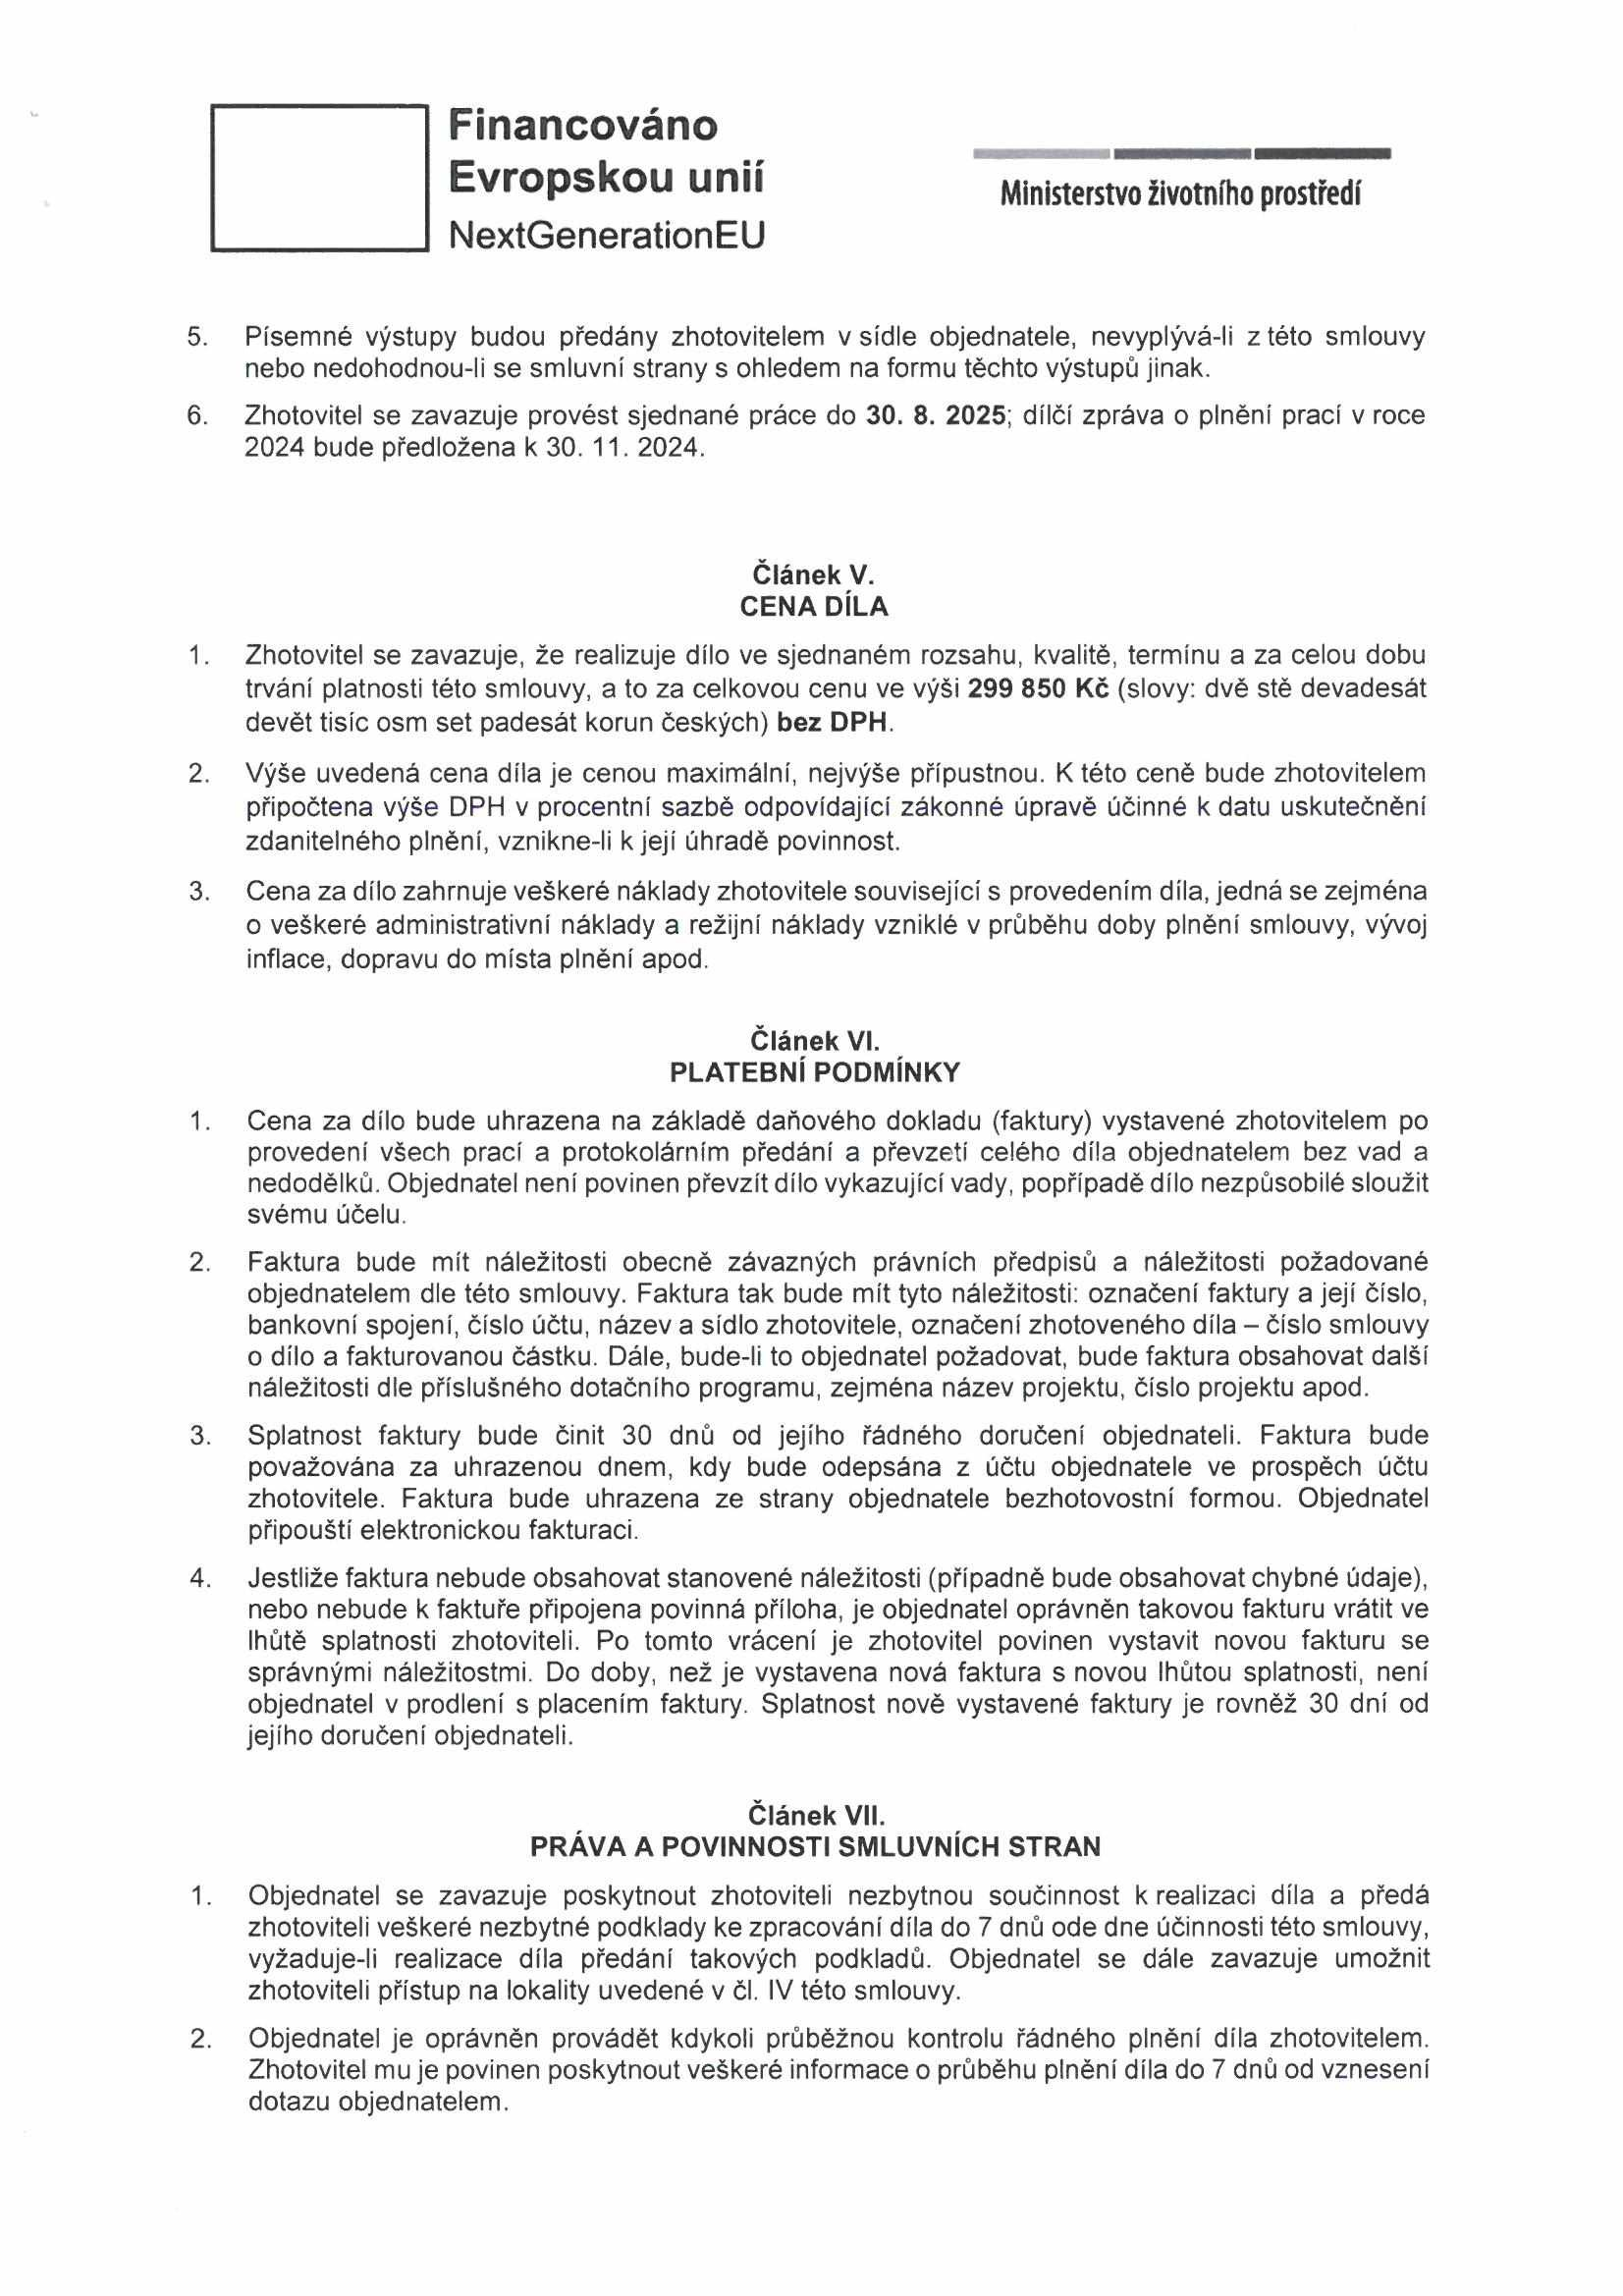 Financováno
Evropskou unií
NextGenerationEU
Ministerstvo životního prostředí
5. Písemné výstupy budou předány zhotovitelem v sídle objednatele, nevyplývá-li z této smlouvy
nebo nedohodnou-li se smluvní strany s ohledem na formu těchto výstupů jinak.
6. Zhotovitel se zavazuje provést sjednané práce do 30. 8. 2025; dílčí zpráva o plnění prací v roce
2024 bude předložena k 30. 11. 2024.
Článek V.
CENA DÍLA
1. Zhotovitel se zavazuje, že realizuje dílo ve sjednaném rozsahu, kvalitě, termínu a za celou dobu
trvání platnosti této smlouvy, a to za celkovou cenu ve výši 299 850 Kč (slovy: dvě stě devadesát
devět tisíc osm set padesát korun českých) bez DPH.
2. Výše uvedená cena díla je cenou maximální, nejvýše přípustnou. K této ceně bude zhotovitelem
připočtena výše DPH v procentní sazbě odpovídající zákonné úpravě účinné k datu uskutečnění
zdanitelného plnění, vznikne-li k její úhradě povinnost.
3. Cena za dílo zahrnuje veškeré náklady zhotovitele související s provedením díla, jedná se zejména
o veškeré administrativní náklady a režijní náklady vzniklé v průběhu doby plnění smlouvy, vývoj
inflace, dopravu do místa plnění apod.
Článek VI.
PLATEBNÍ PODMÍNKY
1. Cena za dílo bude uhrazena na základě daňového dokladu (faktury) vystavené zhotovitelem po
provedení všech prací a protokolárním předání a převzetí celého díla objednatelem bez vad a
nedodělků. Objednatel není povinen převzít dílo vykazující vady, popřípadě dílo nezpůsobilé sloužit
svému účelu.
2. Faktura bude mít náležitosti obecně závazných právních předpisů a náležitosti požadované
objednatelem dle této smlouvy. Faktura tak bude mít tyto náležitosti: označení faktury a její číslo,
bankovní spojení, číslo účtu, název a sídlo zhotovitele, označení zhotoveného díla – číslo smlouvy
o dílo a fakturovanou částku. Dále, bude-li to objednatel požadovat, bude faktura obsahovat další
náležitosti dle příslušného dotačního programu, zejména název projektu, číslo projektu apod.
3. Splatnost faktury bude činit 30 dnů od jejího řádného doručení objednateli. Faktura bude
považována za uhrazenou dnem, kdy bude odepsána z účtu objednatele ve prospěch účtu
zhotovitele. Faktura bude uhrazena ze strany objednatele bezhotovostní formou. Objednatel
připouští elektronickou fakturaci.
4. Jestliže faktura nebude obsahovat stanovené náležitosti (případně bude obsahovat chybné údaje),
nebo nebude k faktuře připojena povinná příloha, je objednatel oprávněn takovou fakturu vrátit ve
lhůtě splatnosti zhotoviteli. Po tomto vrácení je zhotovitel povinen vystavit novou fakturu se
správnými náležitostmi. Do doby, než je vystavena nová faktura s novou lhůtou splatnosti, není
objednatel v prodlení s placením faktury. Splatnost nově vystavené faktury je rovněž 30 dní od
jejího doručení objednateli.
Článek VII.
PRÁVA A POVINNOSTI SMLUVNÍCH STRAN
1. Objednatel se zavazuje poskytnout zhotoviteli nezbytnou součinnost k realizaci díla a předá
zhotoviteli veškeré nezbytné podklady ke zpracování díla do 7 dnů ode dne účinnosti této smlouvy,
vyžaduje-li realizace díla předání takových podkladů. Objednatel se dále zavazuje umožnit
zhotoviteli přístup na lokality uvedené v čl. IV této smlouvy.
2. Objednatel je oprávněn provádět kdykoli průběžnou kontrolu řádného plnění díla zhotovitelem.
Zhotovitel mu je povinen poskytnout veškeré informace o průběhu plnění díla do 7 dnů od vznesení
dotazu objednatelem.